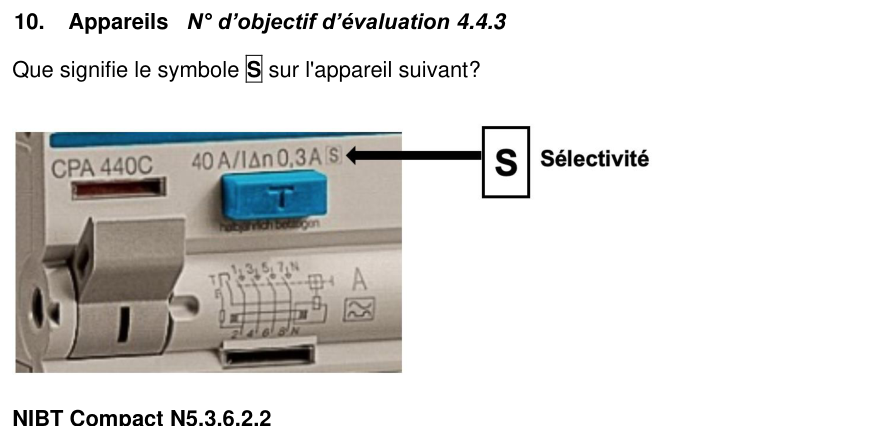 10. Appareils N° d'objectif d'évaluation 4.4.3
Que signifie le symbole S sur l'appareil suivant?
CPA 440C
40 A/IΔn 0,3A S
S Sélectivité
T
halbjährlich betätigen
1 3 5 7 N
T
A
2 4 6 8 N
I
NIBT Compact N5.3.6.2.2